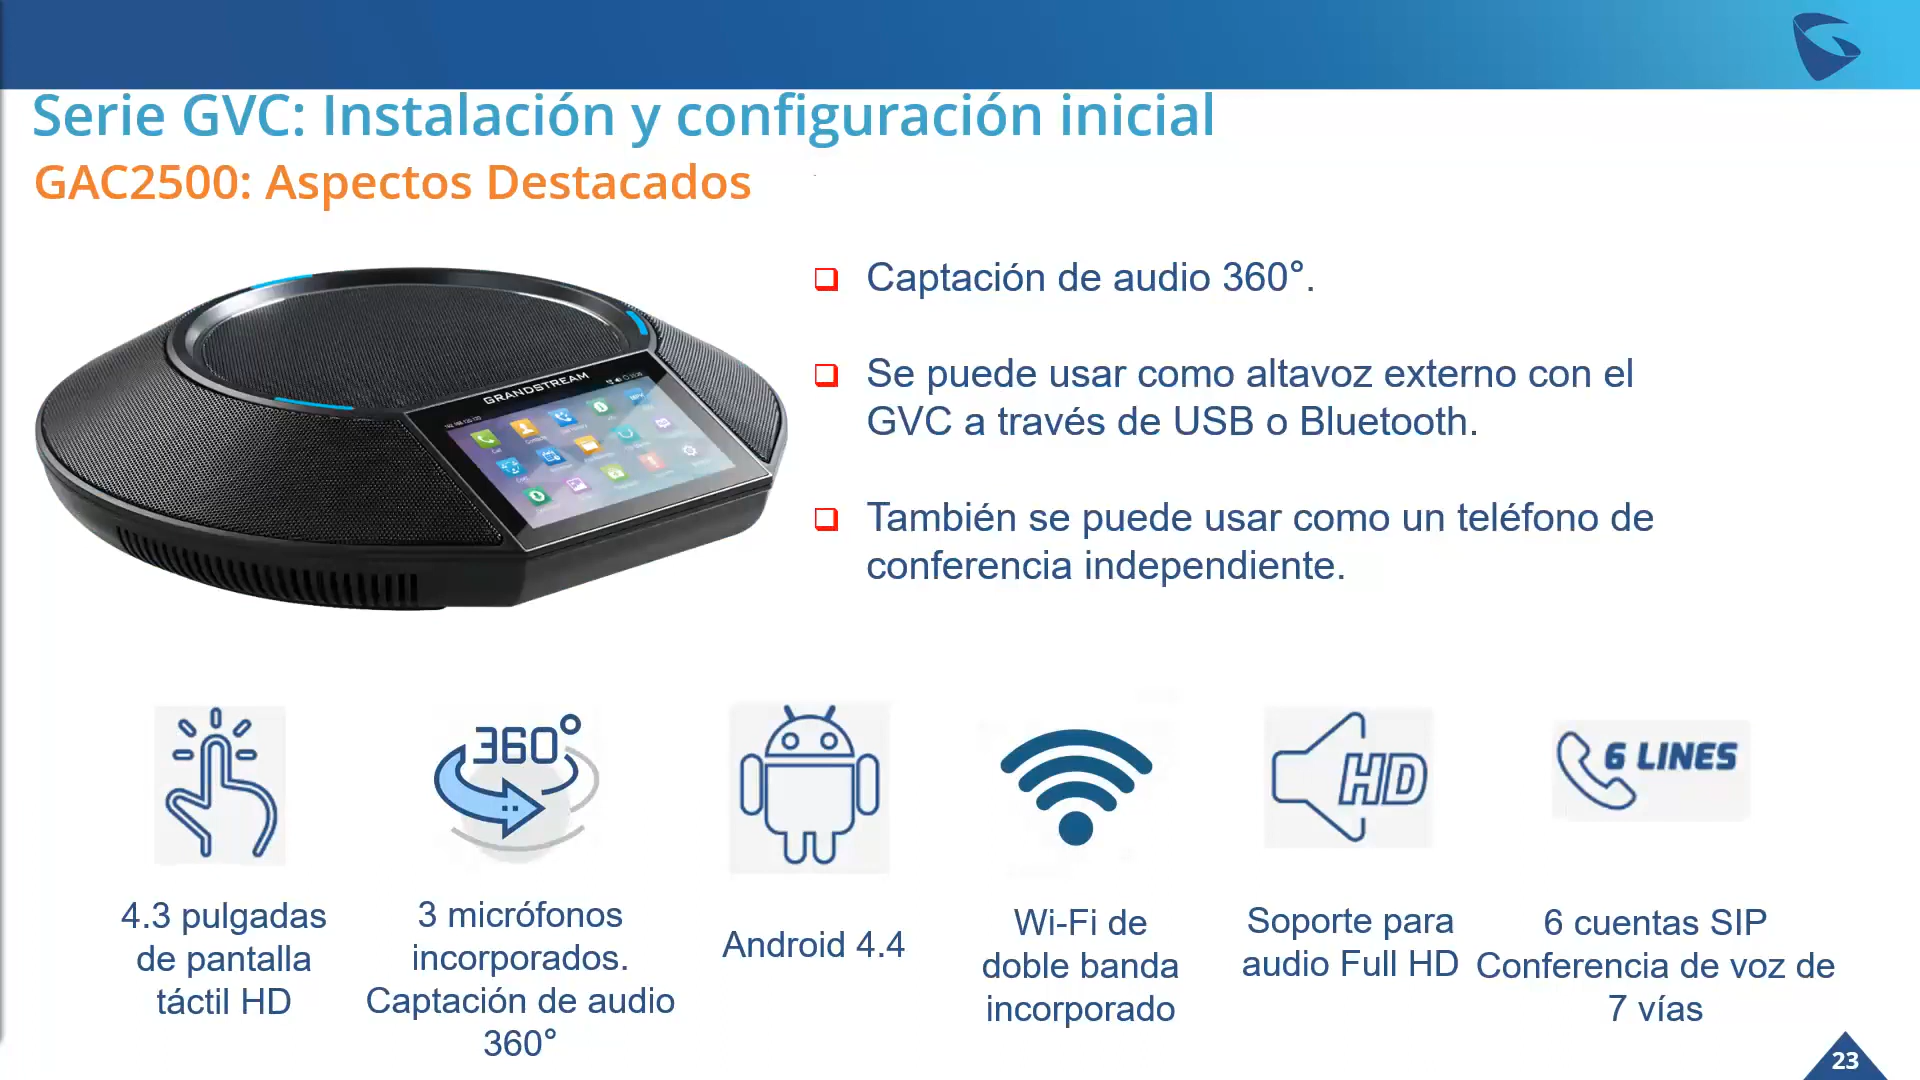 Serie GVC: Instalación y configuración inicial
GAC2500: Aspectos Destacados
Captación de audio 360°.
Se puede usar como altavoz externo con el
GVC a través de USB o Bluetooth.
También se puede usar como un teléfono de
conferencia independiente.
GRANDSTREAM
360°
HD
6 LINES
4.3 pulgadas
de pantalla
táctil HD
3 micrófonos
incorporados.
Captación de audio
360°
Android 4.4
Wi-Fi de
doble banda
incorporado
Soporte para
audio Full HD
6 cuentas SIP
Conferencia de voz de
7 vías
23